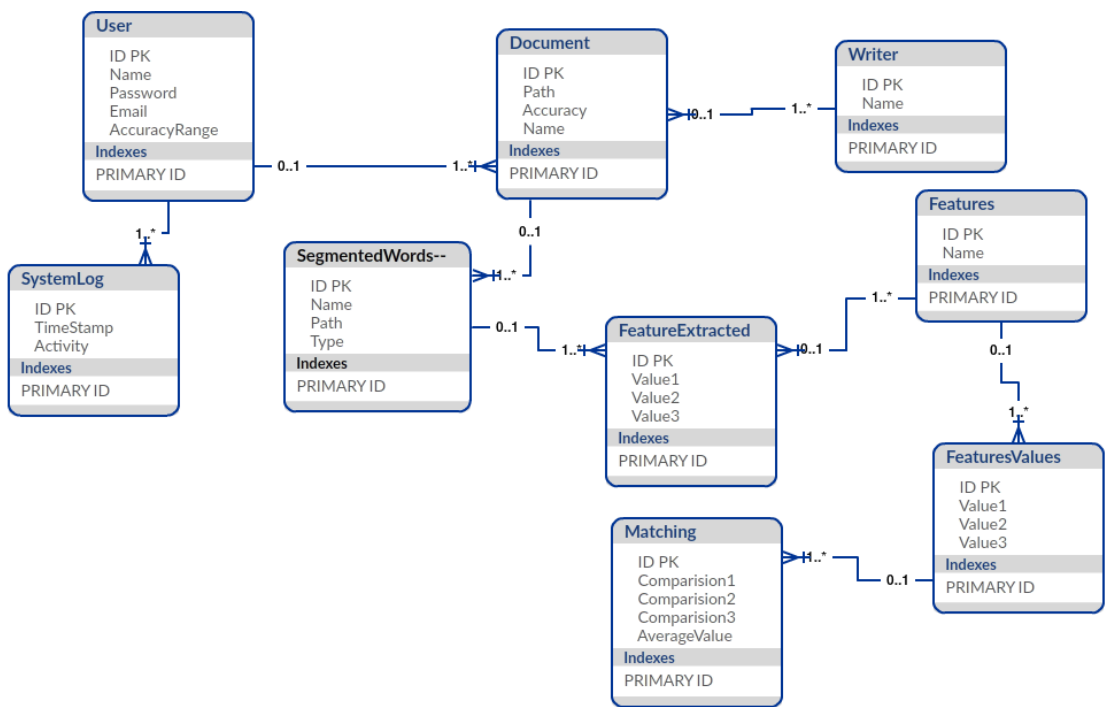 User
ID PK
Name
Password
Email
AccuracyRange
Indexes
PRIMARY ID
0..1
1..*
Document
ID PK
Path
Accuracy
Name
Indexes
PRIMARY ID
0..1
1..*
Writer
ID PK
Name
Indexes
PRIMARY ID
1..*
SystemLog
ID PK
TimeStamp
Activity
Indexes
PRIMARY ID
0..1
1..*
SegmentedWords--
ID PK
Name
Path
Type
Indexes
PRIMARY ID
0..1
1..*
FeatureExtracted
ID PK
Value1
Value2
Value3
Indexes
PRIMARY ID
0..1
1..*
Features
ID PK
Name
Indexes
PRIMARY ID
0..1
1..*
FeaturesValues
ID PK
Value1
Value2
Value3
Indexes
PRIMARY ID
0..1
1..*
Matching
ID PK
Comparision1
Comparision2
Comparision3
AverageValue
Indexes
PRIMARY ID